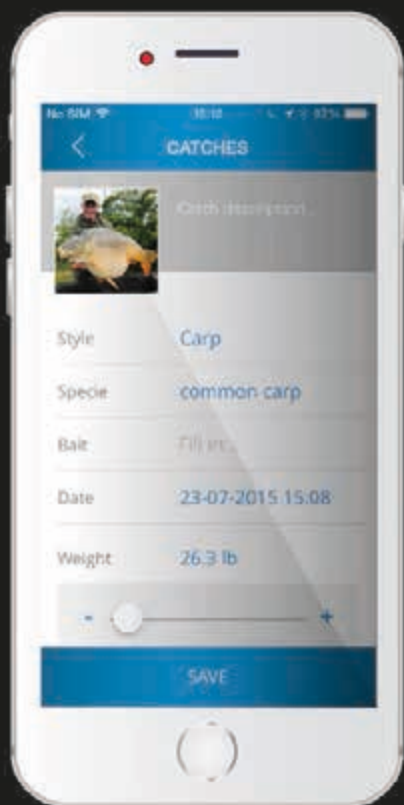 No SIM
CATCHES
Catch description...
Style Carp
Specie common carp
Bait Fill in...
Date 23-07-2015 15:08
Weight 26.3 lb
- +
SAVE